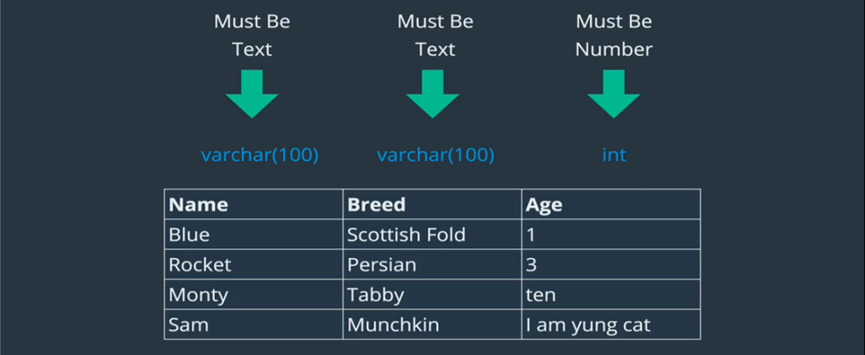 Must Be Must Be Must Be
Text Text Number
varchar(100) varchar(100) int
Name Breed Age
Blue Scottish Fold 1
Rocket Persian 3
Monty Tabby ten
Sam Munchkin I am yung cat